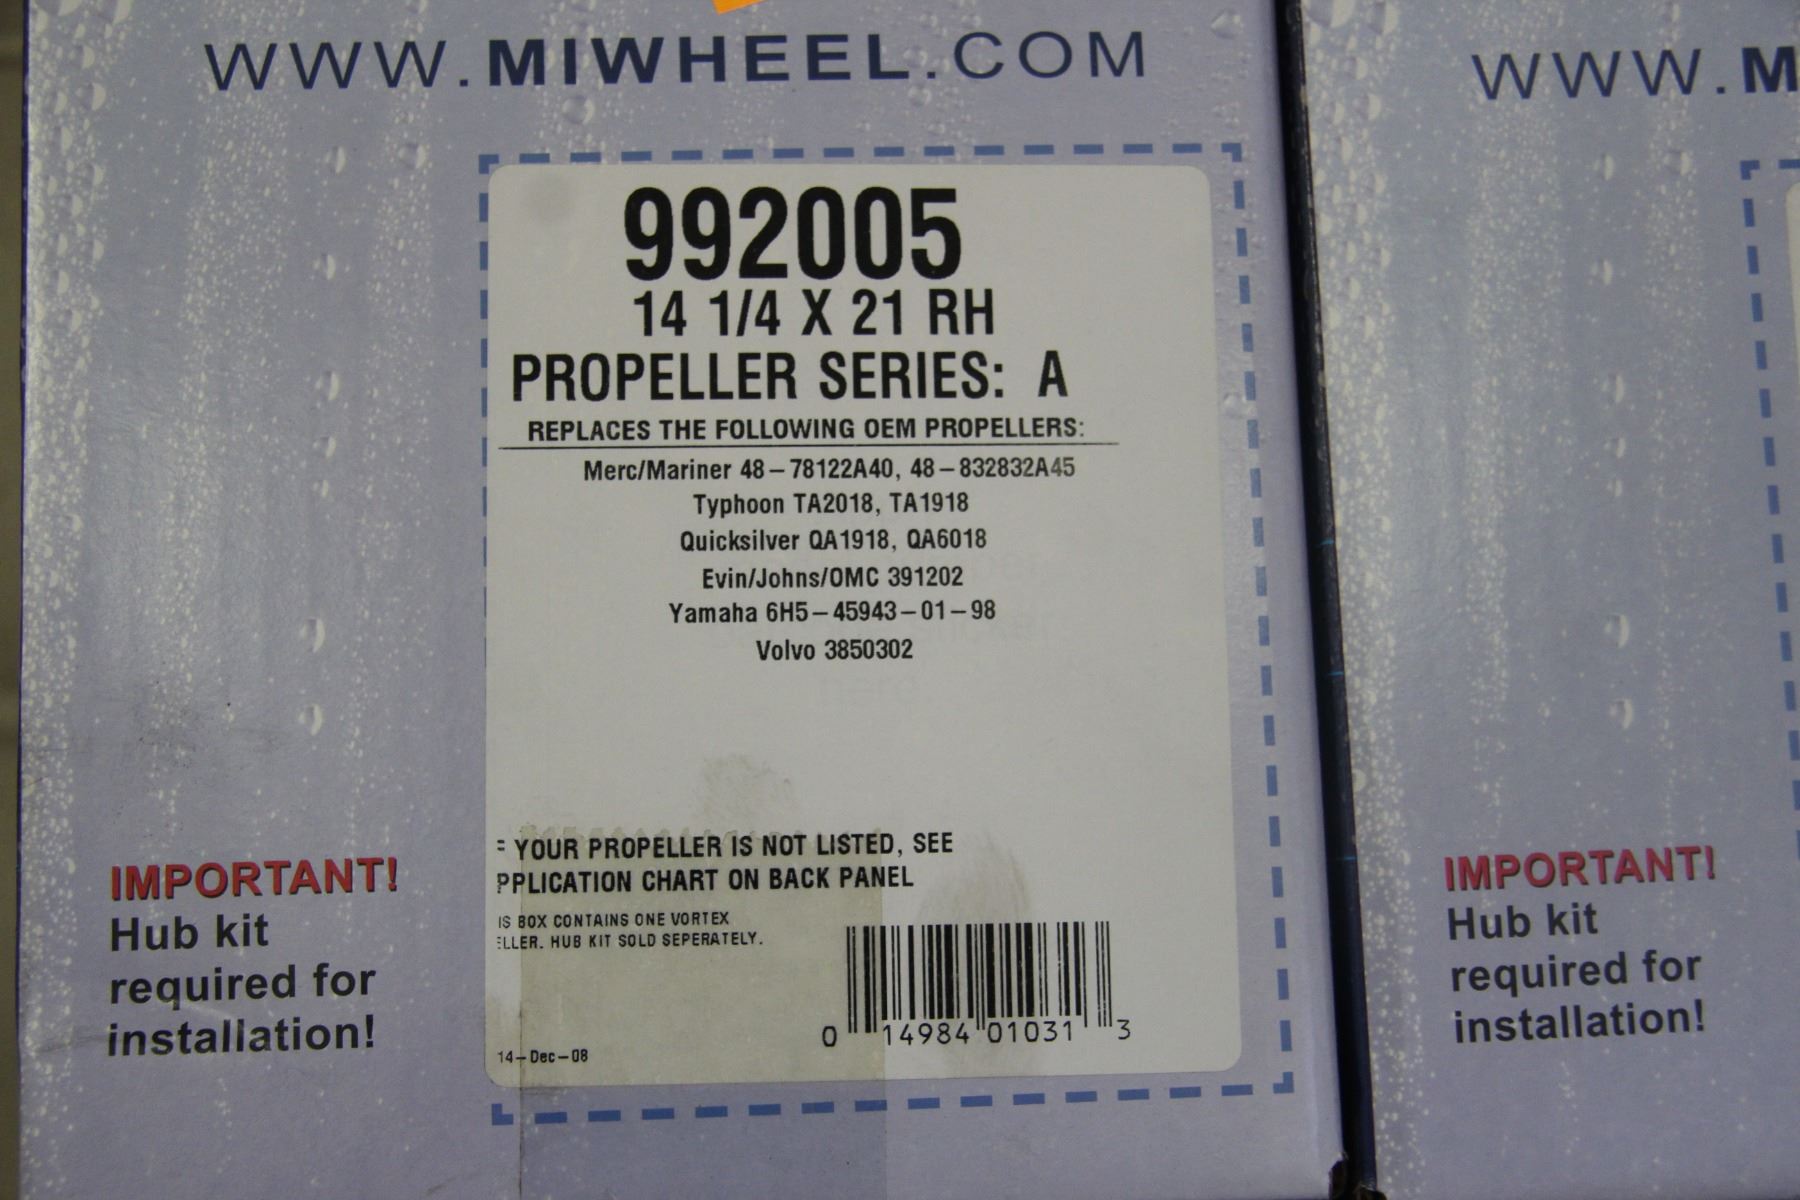 WWW.MIWHEEL.COM
992005
14 1/4 X 21 RH
PROPELLER SERIES: A
REPLACES THE FOLLOWING OEM PROPELLERS:
Merc/Mariner 48-78122A40, 48-832832A45
Typhoon TA2018, TA1918
Quicksilver QA1918, QA6018
Evin/Johns/OMC 391202
Yamaha 6H5-45943-01-98
Volvo 3850302
YOUR PROPELLER IS NOT LISTED, SEE
PPLICATION CHART ON BACK PANEL
IS BOX CONTAINS ONE VORTEX
ELLER. HUB KIT SOLD SEPERATELY.
0 14984 01031 3
14-Dec-08
IMPORTANT!
Hub kit
required for
installation!
WWW.M
IMPORTANT!
Hub kit
required for
installation!